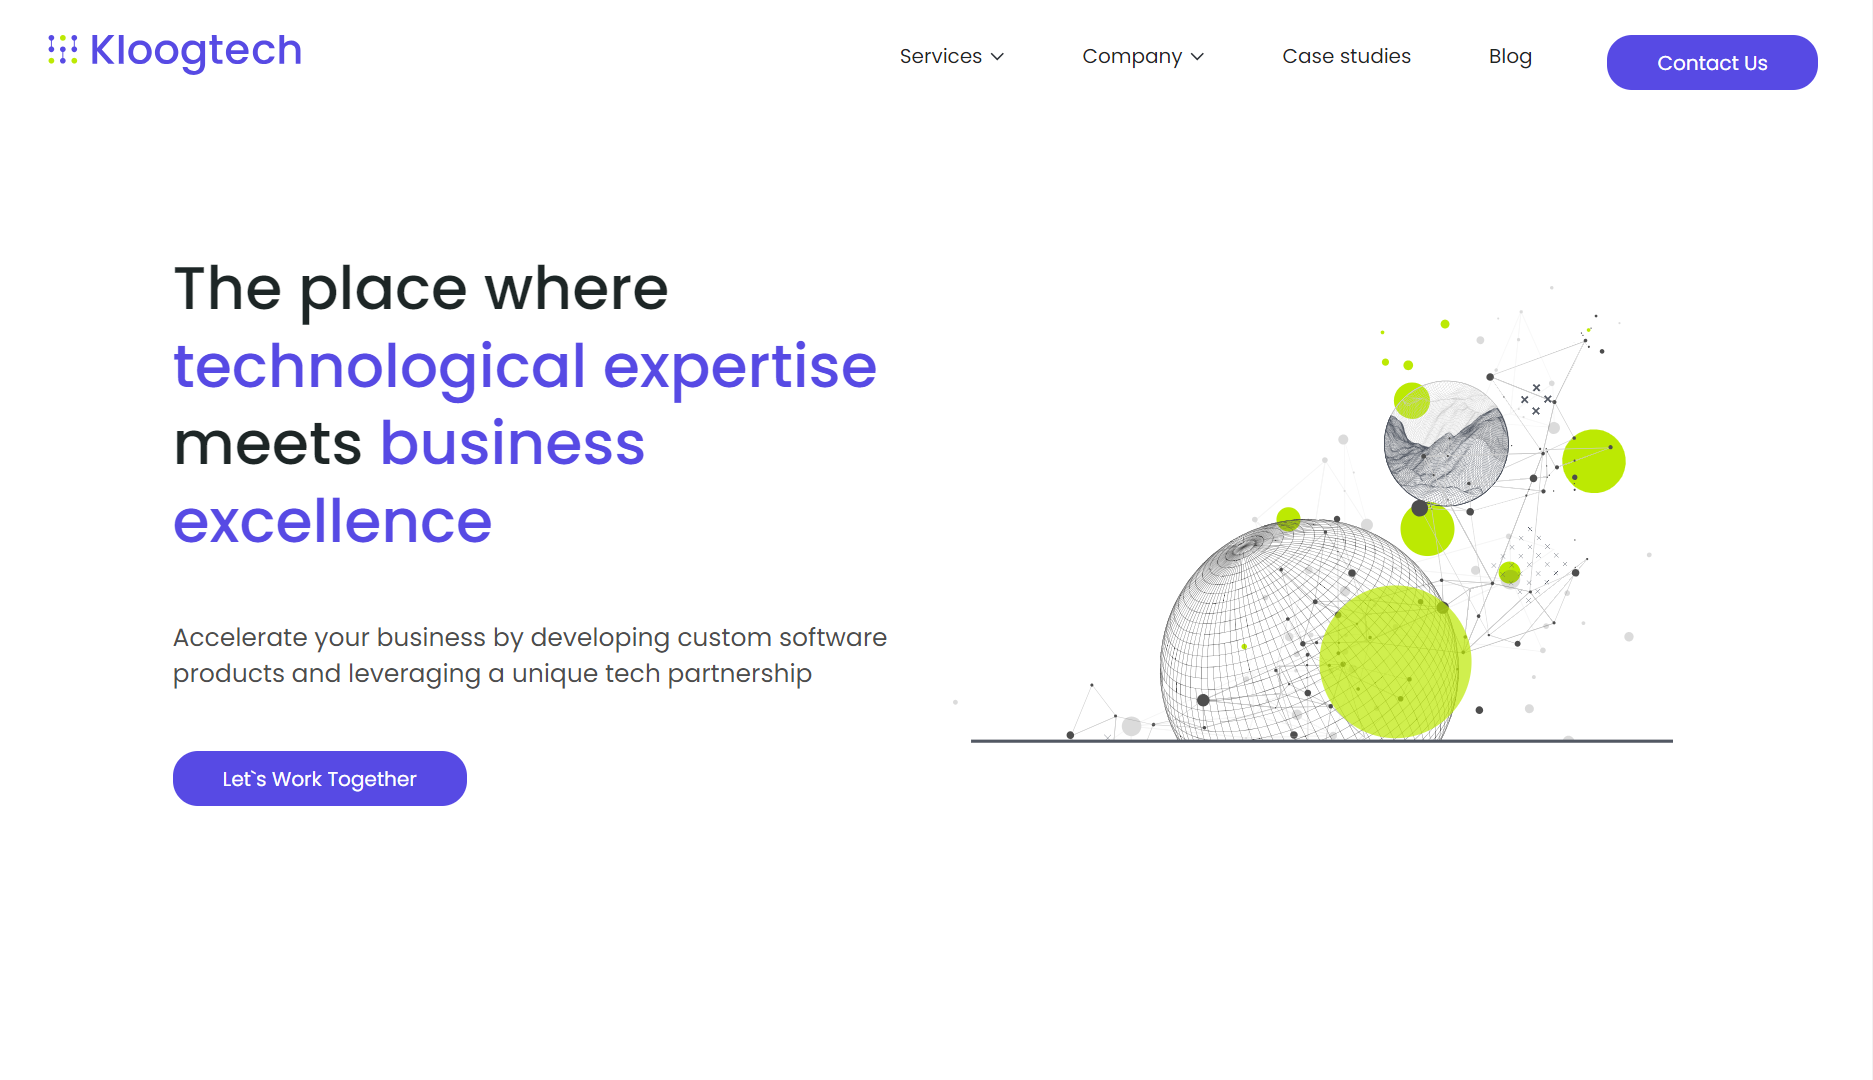 Kloogtech
Services
Company
Case studies
Blog
Contact Us
The place where
technological expertise
meets business
excellence
Accelerate your business by developing custom software
products and leveraging a unique tech partnership
Let`s Work Together